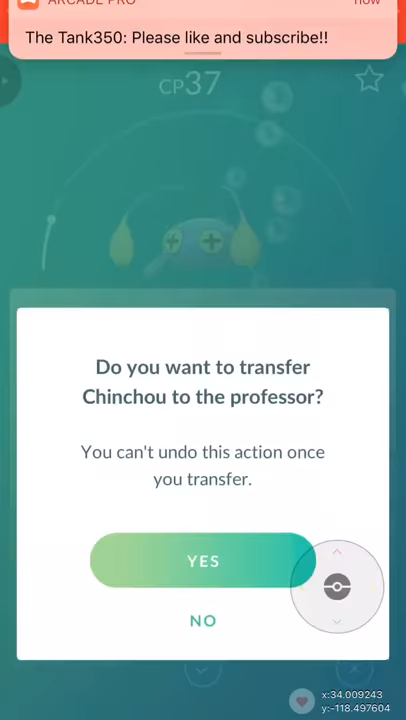 ARCADE PRO
now
The Tank350: Please like and subscribe!!
CP37
Do you want to transfer
Chinchou to the professor?
You can't undo this action once
you transfer.
YES
NO
x:34.009243
y:-118.497604